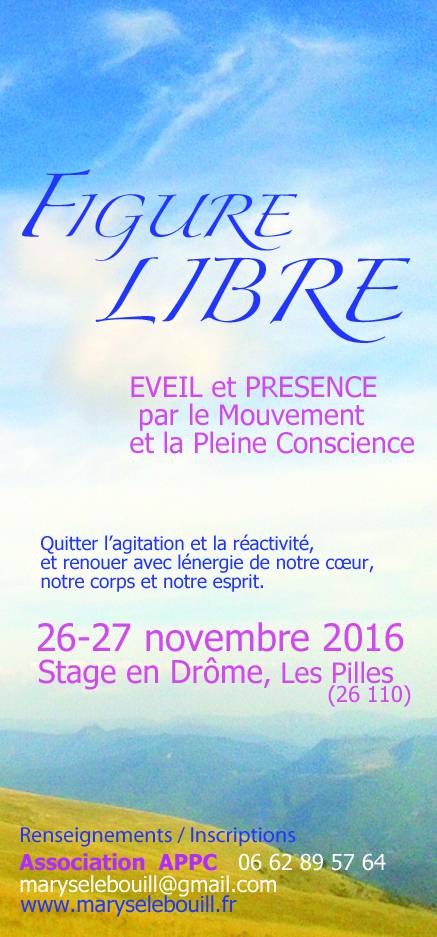 FIGURE
LIBRE
EVEIL et PRESENCE
par le Mouvement
et la Pleine Conscience
Quitter l’agitation et la réactivité,
et renouer avec lénergie de notre cœur,
notre corps et notre esprit.
26-27 novembre 2016
Stage en Drôme, Les Pilles
(26 110)
Renseignements / Inscriptions
Association APPC 06 62 89 57 64
maryselebouill@gmail.com
www.maryselebouill.fr